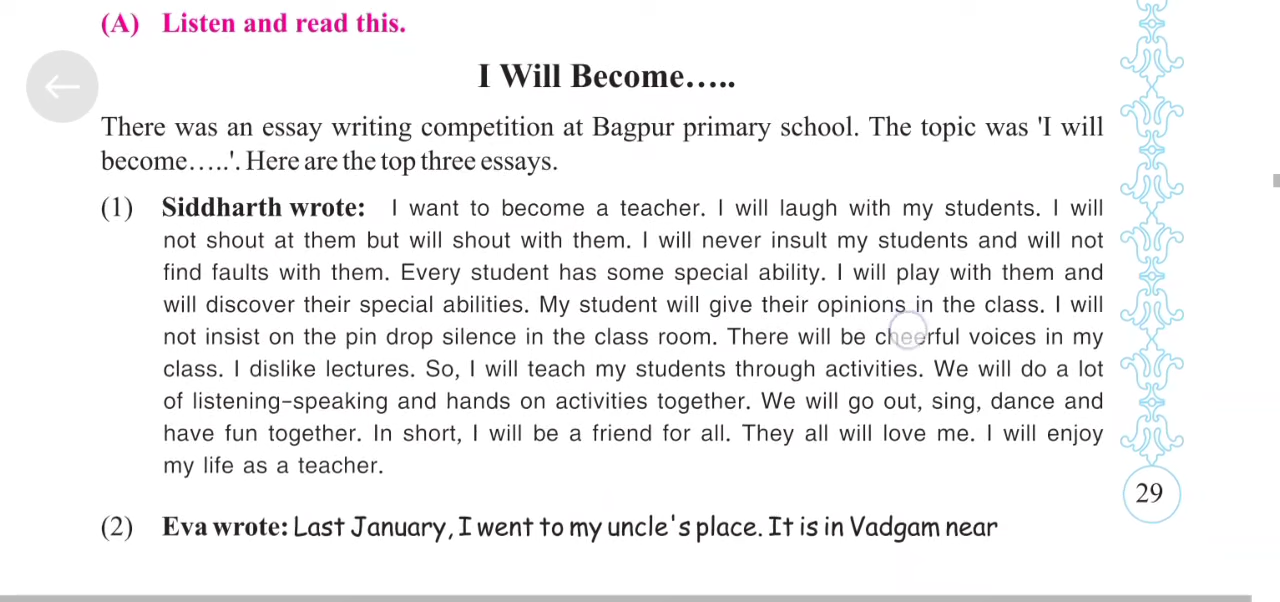 (A) Listen and read this.
I Will Become.....
There was an essay writing competition at Bagpur primary school. The topic was 'I will
become.....'. Here are the top three essays.
(1) Siddharth wrote: I want to become a teacher. I will laugh with my students. I will
not shout at them but will shout with them. I will never insult my students and will not
find faults with them. Every student has some special ability. I will play with them and
will discover their special abilities. My student will give their opinions in the class. I will
not insist on the pin drop silence in the class room. There will be cheerful voices in my
class. I dislike lectures. So, I will teach my students through activities. We will do a lot
of listening-speaking and hands on activities together. We will go out, sing, dance and
have fun together. In short, I will be a friend for all. They all will love me. I will enjoy
my life as a teacher.
29
(2) Eva wrote: Last January, I went to my uncle's place. It is in Vadgam near